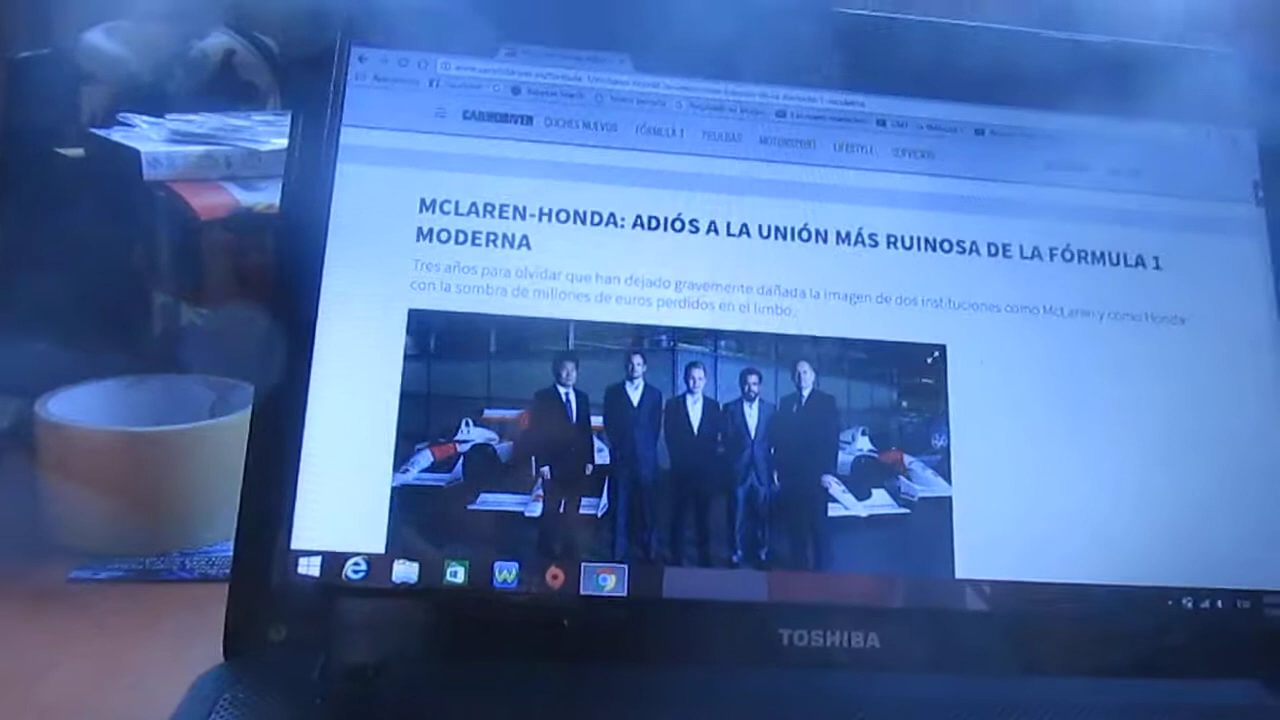 CARANDDRIVER COCHES NUEVOS FÓRMULA 1 PRUEBAS MOTORSPORT LIFESTYLE SERVICIOS
MCLAREN-HONDA: ADIÓS A LA UNIÓN MÁS RUINOSA DE LA FÓRMULA 1
MODERNA
Tres años para olvidar que han dejado gravemente dañada la imagen de dos instituciones como McLaren y como Honda
con la sombra de millones de euros perdidos en el limbo.
TOSHIBA